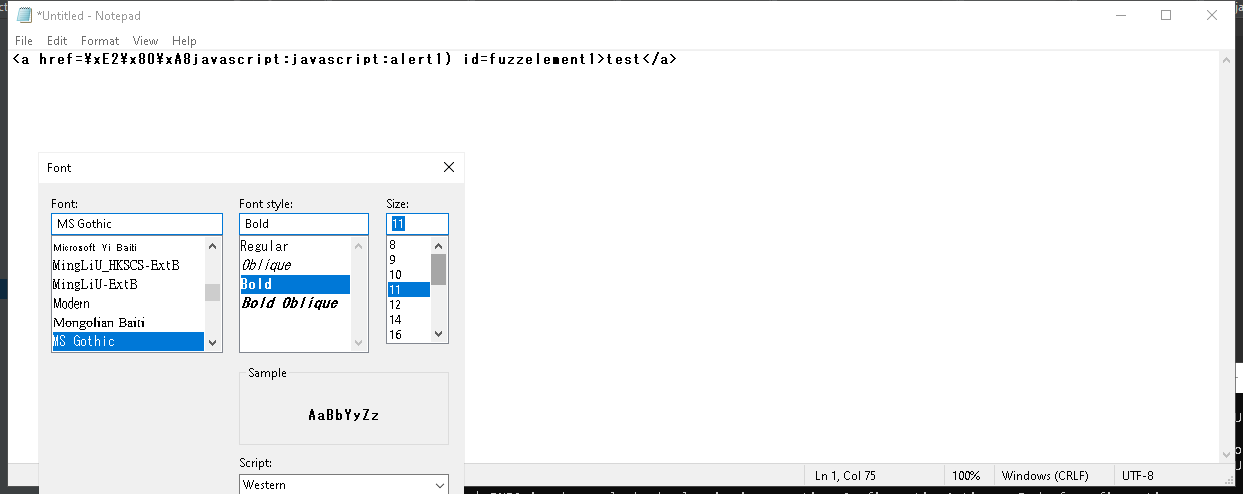 *Untitled - Notepad
File Edit Format View Help
<a href=¥xE2¥x80¥xA8javascript:javascript:alert1) id=fuzzelement1>test</a>
Font
Font: Font style: Size:
MS Gothic Bold 11
Microsoft Yi Baiti Regular 8
MingLiU_HKSCS-ExtB Oblique 9
MingLiU-ExtB Bold 10
Modern Bold Oblique 11
Mongolian Baiti 12
MS Gothic 14
16
Sample
AaBbYyZz
Script:
Western
Ln 1, Col 75 100% Windows (CRLF) UTF-8